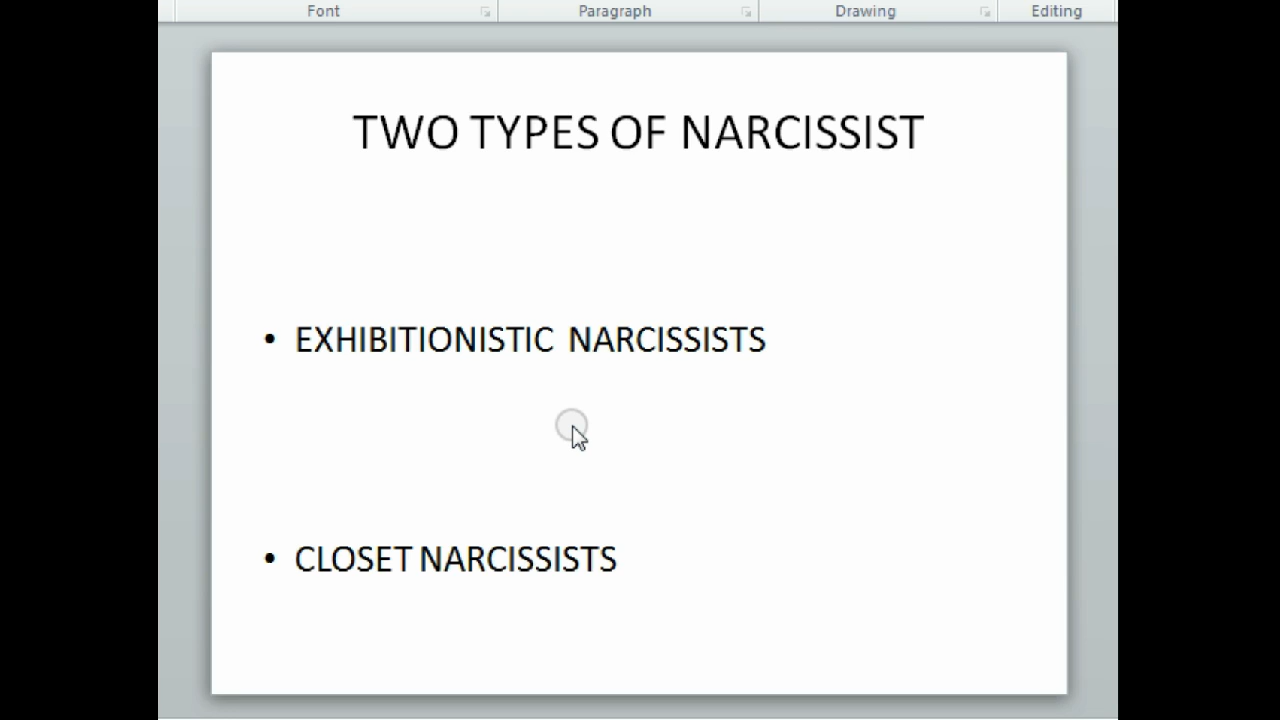 Font Paragraph Drawing Editing
TWO TYPES OF NARCISSIST
• EXHIBITIONISTIC NARCISSISTS
• CLOSET NARCISSISTS